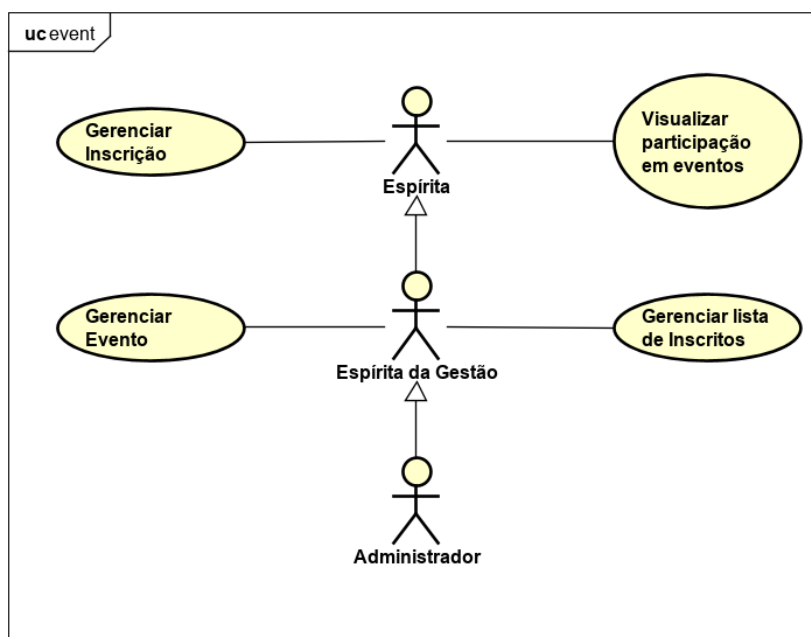 uc event
Gerenciar
Inscrição
Visualizar
participação
em eventos
Espírita
Gerenciar
Evento
Gerenciar lista
de Inscritos
Espírita da Gestão
Administrador